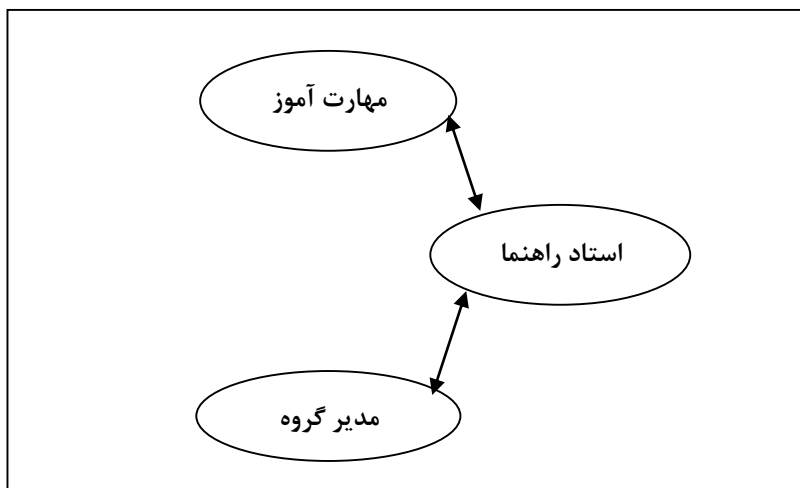 مهارت آموز
استاد راهنما
مدیر گروه